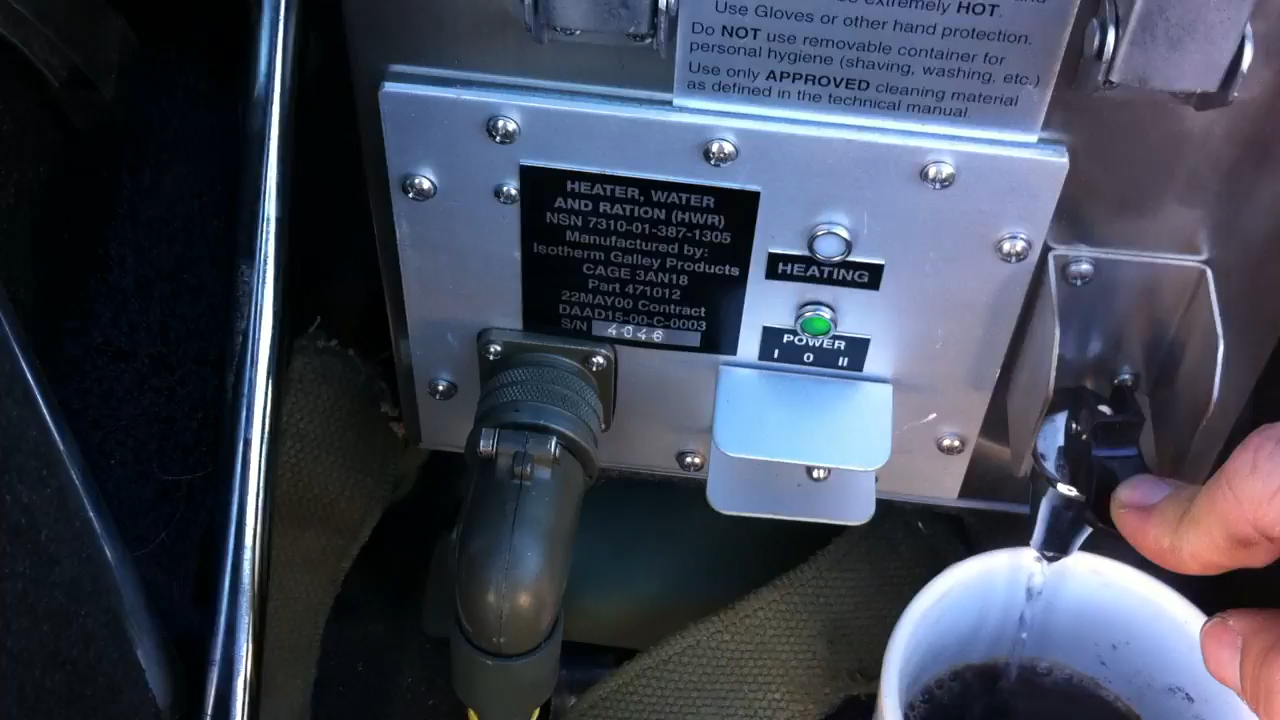 extremely HOT.
Use Gloves or other hand protection.
Do NOT use removable container for
personal hygiene (shaving, washing, etc.)
Use only APPROVED cleaning material
as defined in the technical manual.
HEATER, WATER
AND RATION (HWR)
NSN 7310-01-387-1305
Manufactured by:
Isotherm Galley Products
CAGE 3AN18
Part 471012
22MAY00 Contract
DAAD15-00-C-0003
S/N 4046
HEATING
POWER
I 0 II